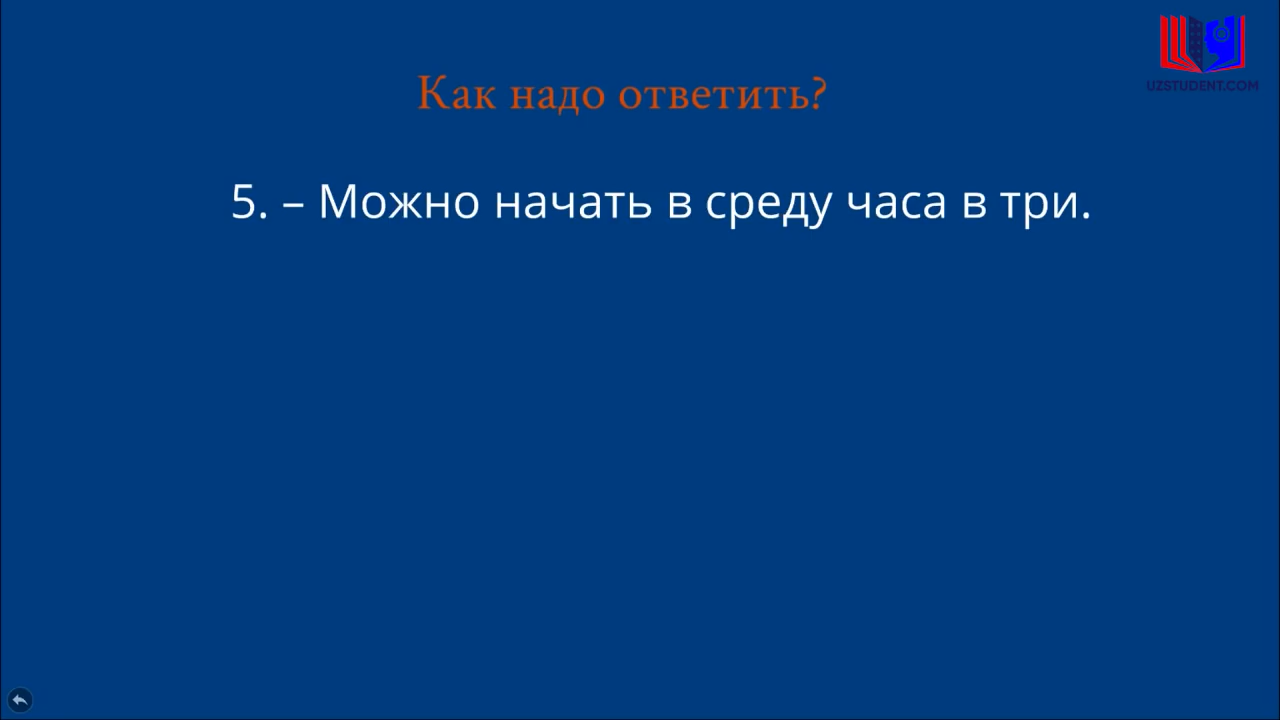 UZSTUDENT.COM
Как надо ответить?
5. – Можно начать в среду часа в три.